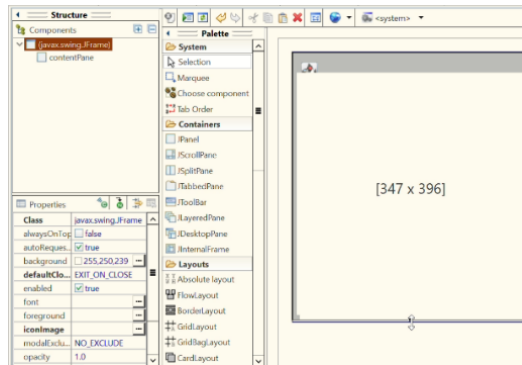 Structure
Components
(javax.swing.JFrame)
contentPane
Properties
Class javax.swing.JFrame
alwaysOnTop false
autoReques... true
background 255,250,239
defaultClo... EXIT_ON_CLOSE
enabled true
font
foreground
iconImage
modalExclu... NO_EXCLUDE
opacity 1.0
<system>
Palette
System
Selection
Marquee
Choose component
Tab Order
Containers
JPanel
JScrollPane
JSplitPane
JTabbedPane
JToolBar
JLayeredPane
JDesktopPane
JInternalFrame
Layouts
Absolute layout
FlowLayout
BorderLayout
GridLayout
GridBagLayout
CardLayout
[347 x 396]